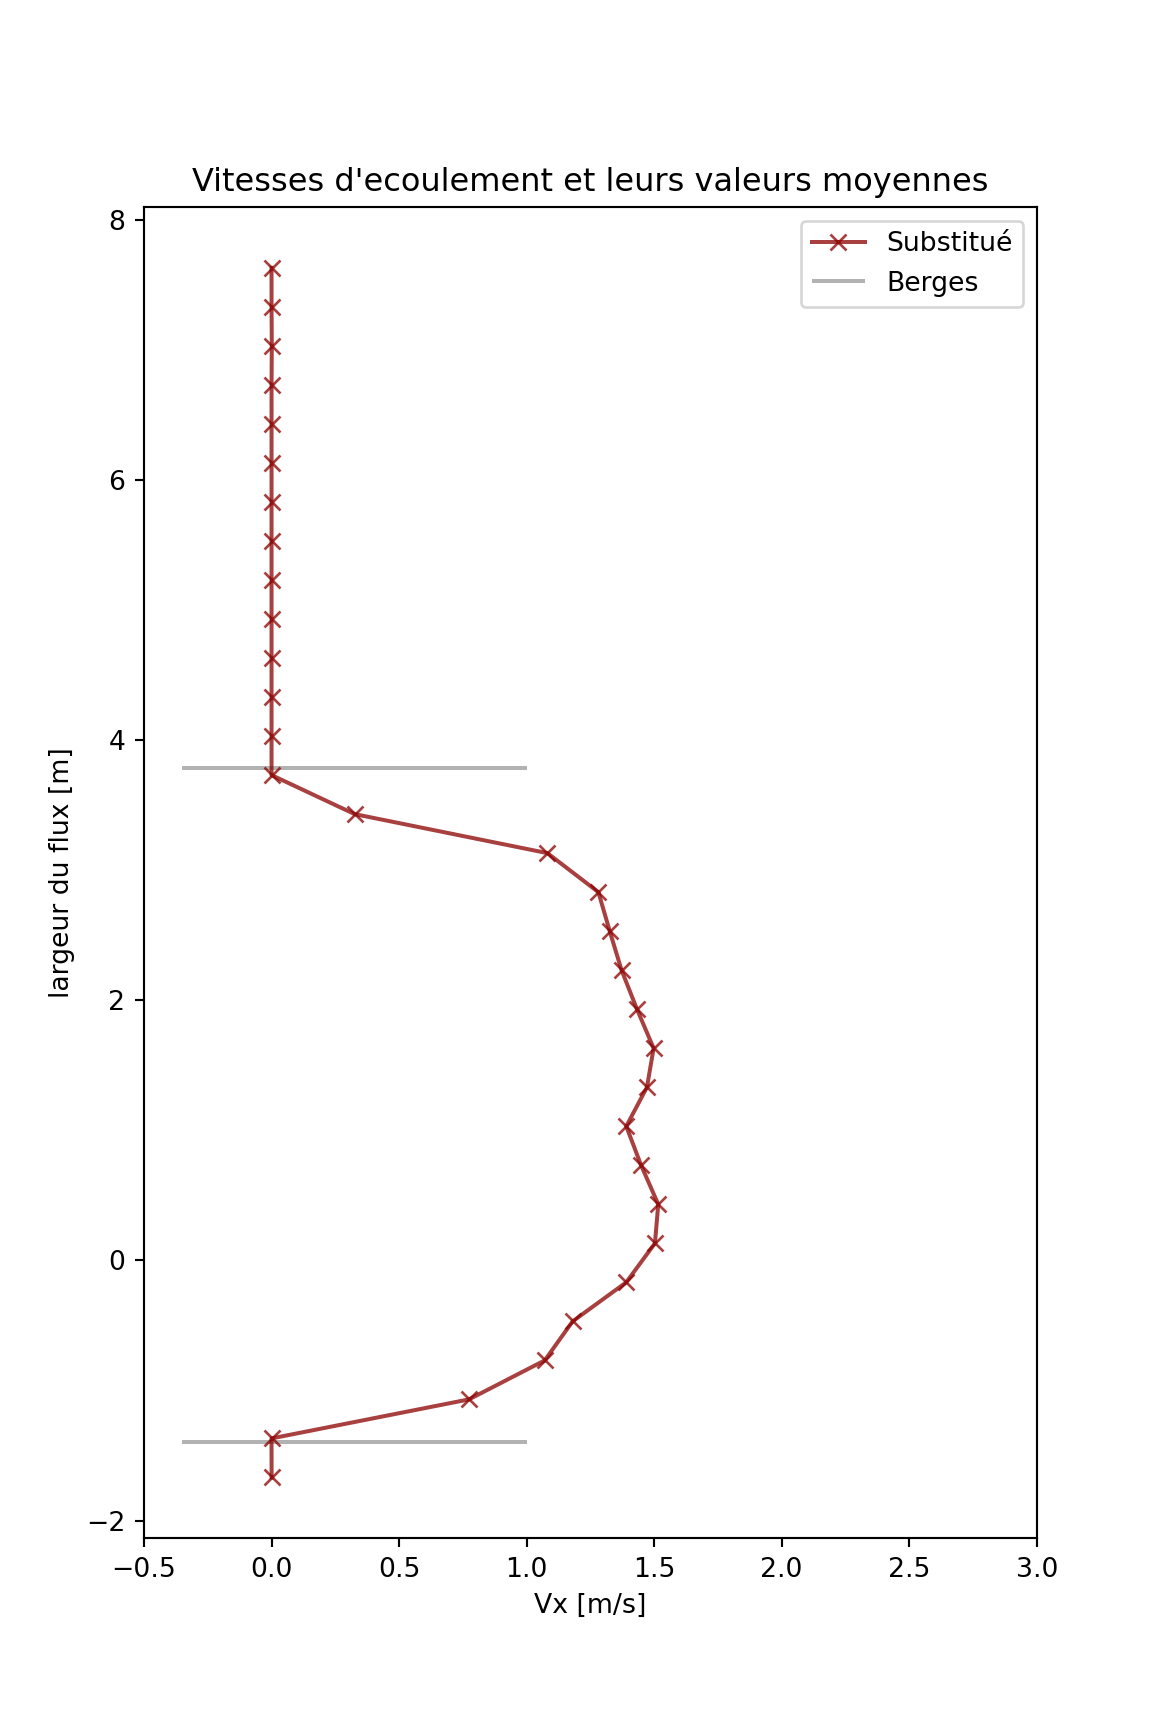 Vitesses d'ecoulement et leurs valeurs moyennes
Substitué
Berges
8
6
4
2
0
−2
largeur du flux [m]
−0.5 0.0 0.5 1.0 1.5 2.0 2.5 3.0
Vx [m/s]